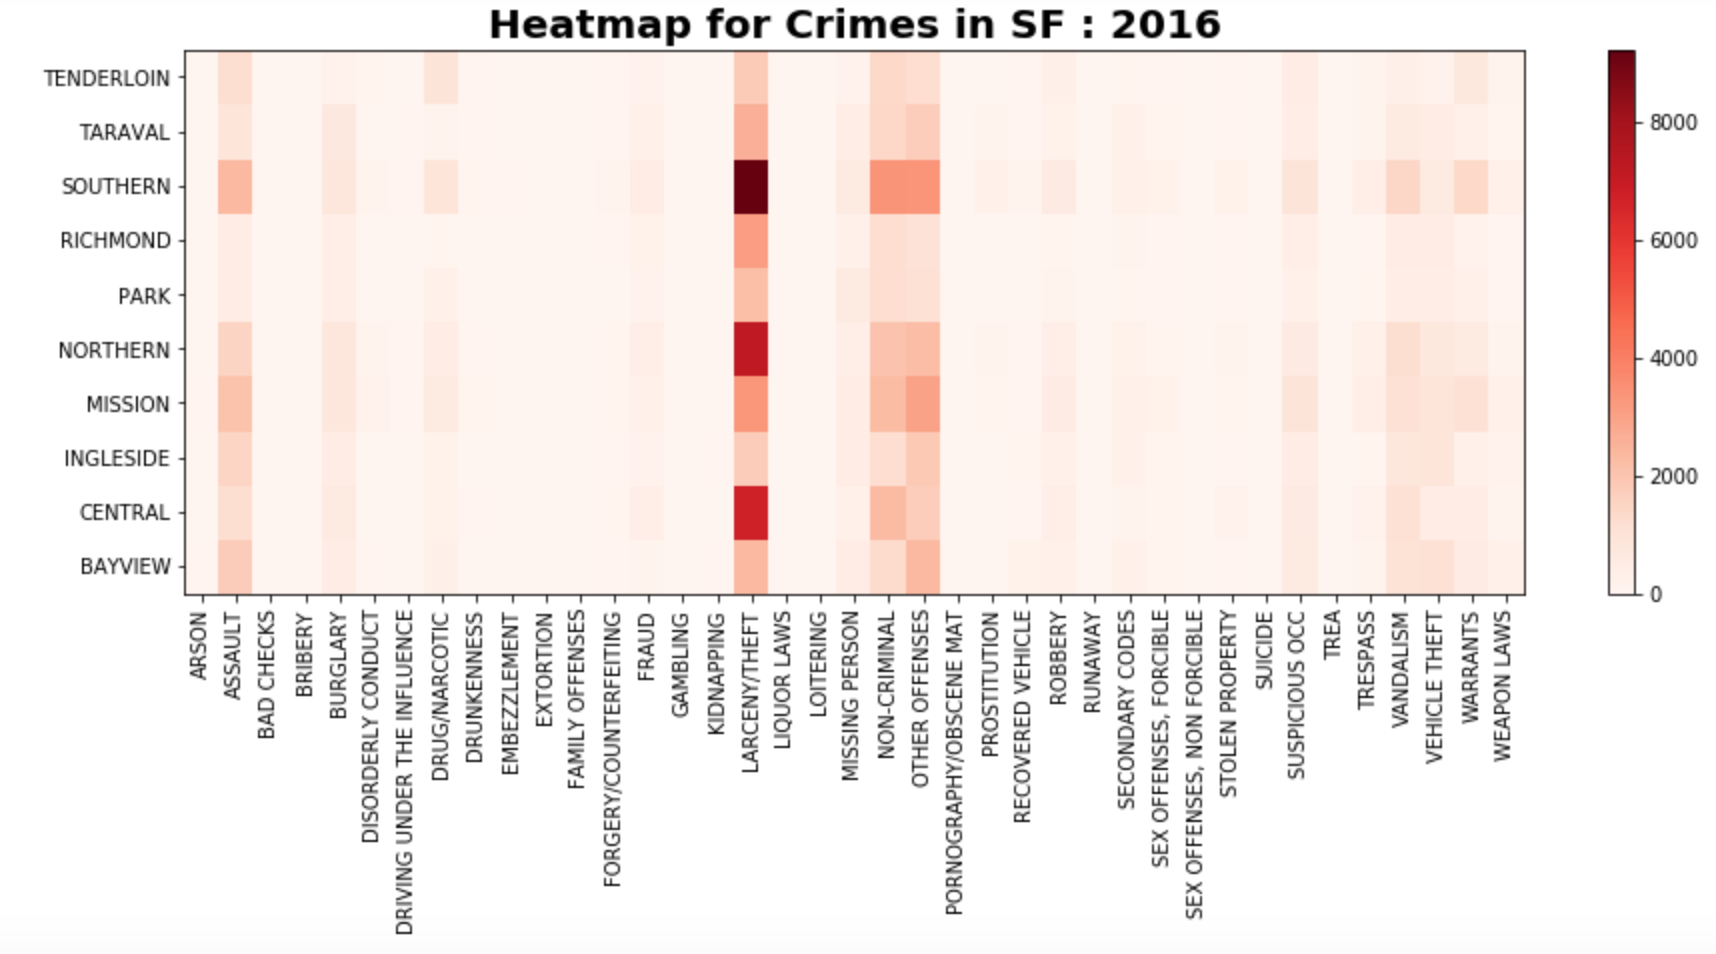 Heatmap for Crimes in SF : 2016
TENDERLOIN
TARAVAL
SOUTHERN
RICHMOND
PARK
NORTHERN
MISSION
INGLESIDE
CENTRAL
BAYVIEW
8000
6000
4000
2000
0
ARSON
ASSAULT
BAD CHECKS
BRIBERY
BURGLARY
DISORDERLY CONDUCT
DRIVING UNDER THE INFLUENCE
DRUG/NARCOTIC
DRUNKENNESS
EMBEZZLEMENT
EXTORTION
FAMILY OFFENSES
FORGERY/COUNTERFEITING
FRAUD
GAMBLING
KIDNAPPING
LARCENY/THEFT
LIQUOR LAWS
LOITERING
MISSING PERSON
NON-CRIMINAL
OTHER OFFENSES
PORNOGRAPHY/OBSCENE MAT
PROSTITUTION
RECOVERED VEHICLE
ROBBERY
RUNAWAY
SECONDARY CODES
SEX OFFENSES, FORCIBLE
SEX OFFENSES, NON FORCIBLE
STOLEN PROPERTY
SUICIDE
SUSPICIOUS OCC
TREA
TRESPASS
VANDALISM
VEHICLE THEFT
WARRANTS
WEAPON LAWS